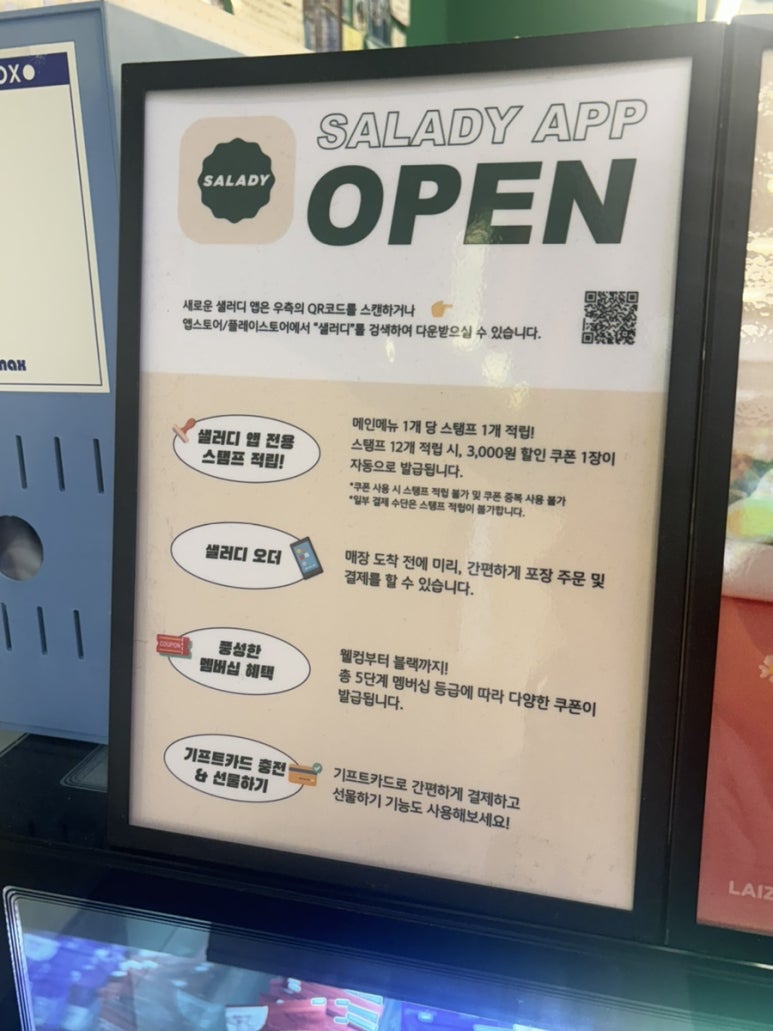 SALADY APP
SALADY
OPEN
새로운 샐러디 앱은 우측의 QR코드를 스캔하거나
앱스토어/플레이스토어에서 "샐러디"를 검색하여 다운받으실 수 있습니다.
샐러디 앱 전용
스탬프 적립!
메인메뉴 1개 당 스탬프 1개 적립!
스탬프 12개 적립 시, 3,000원 할인 쿠폰 1장이
자동으로 발급됩니다.
*쿠폰 사용 시 스탬프 적립 불가 및 쿠폰 중복 사용 불가
*일부 결제 수단은 스탬프 적립이 불가합니다.
샐러디 오더
매장 도착 전에 미리, 간편하게 포장 주문 및
결제를 할 수 있습니다.
COUPON
풍성한
멤버십 혜택
웰컴부터 블랙까지!
총 5단계 멤버십 등급에 따라 다양한 쿠폰이
발급됩니다.
기프트카드 충전
& 선물하기
기프트카드로 간편하게 결제하고
선물하기 기능도 사용해보세요!